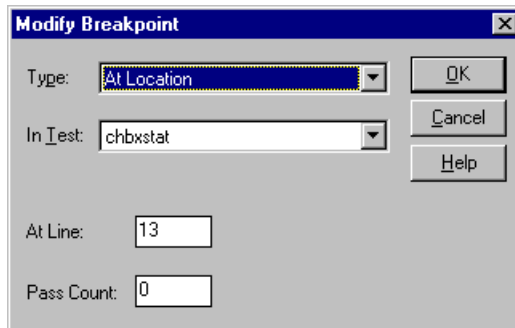 Modify Breakpoint
Type: At Location
OK
In Test: chbxstat
Cancel
Help
At Line: 13
Pass Count: 0